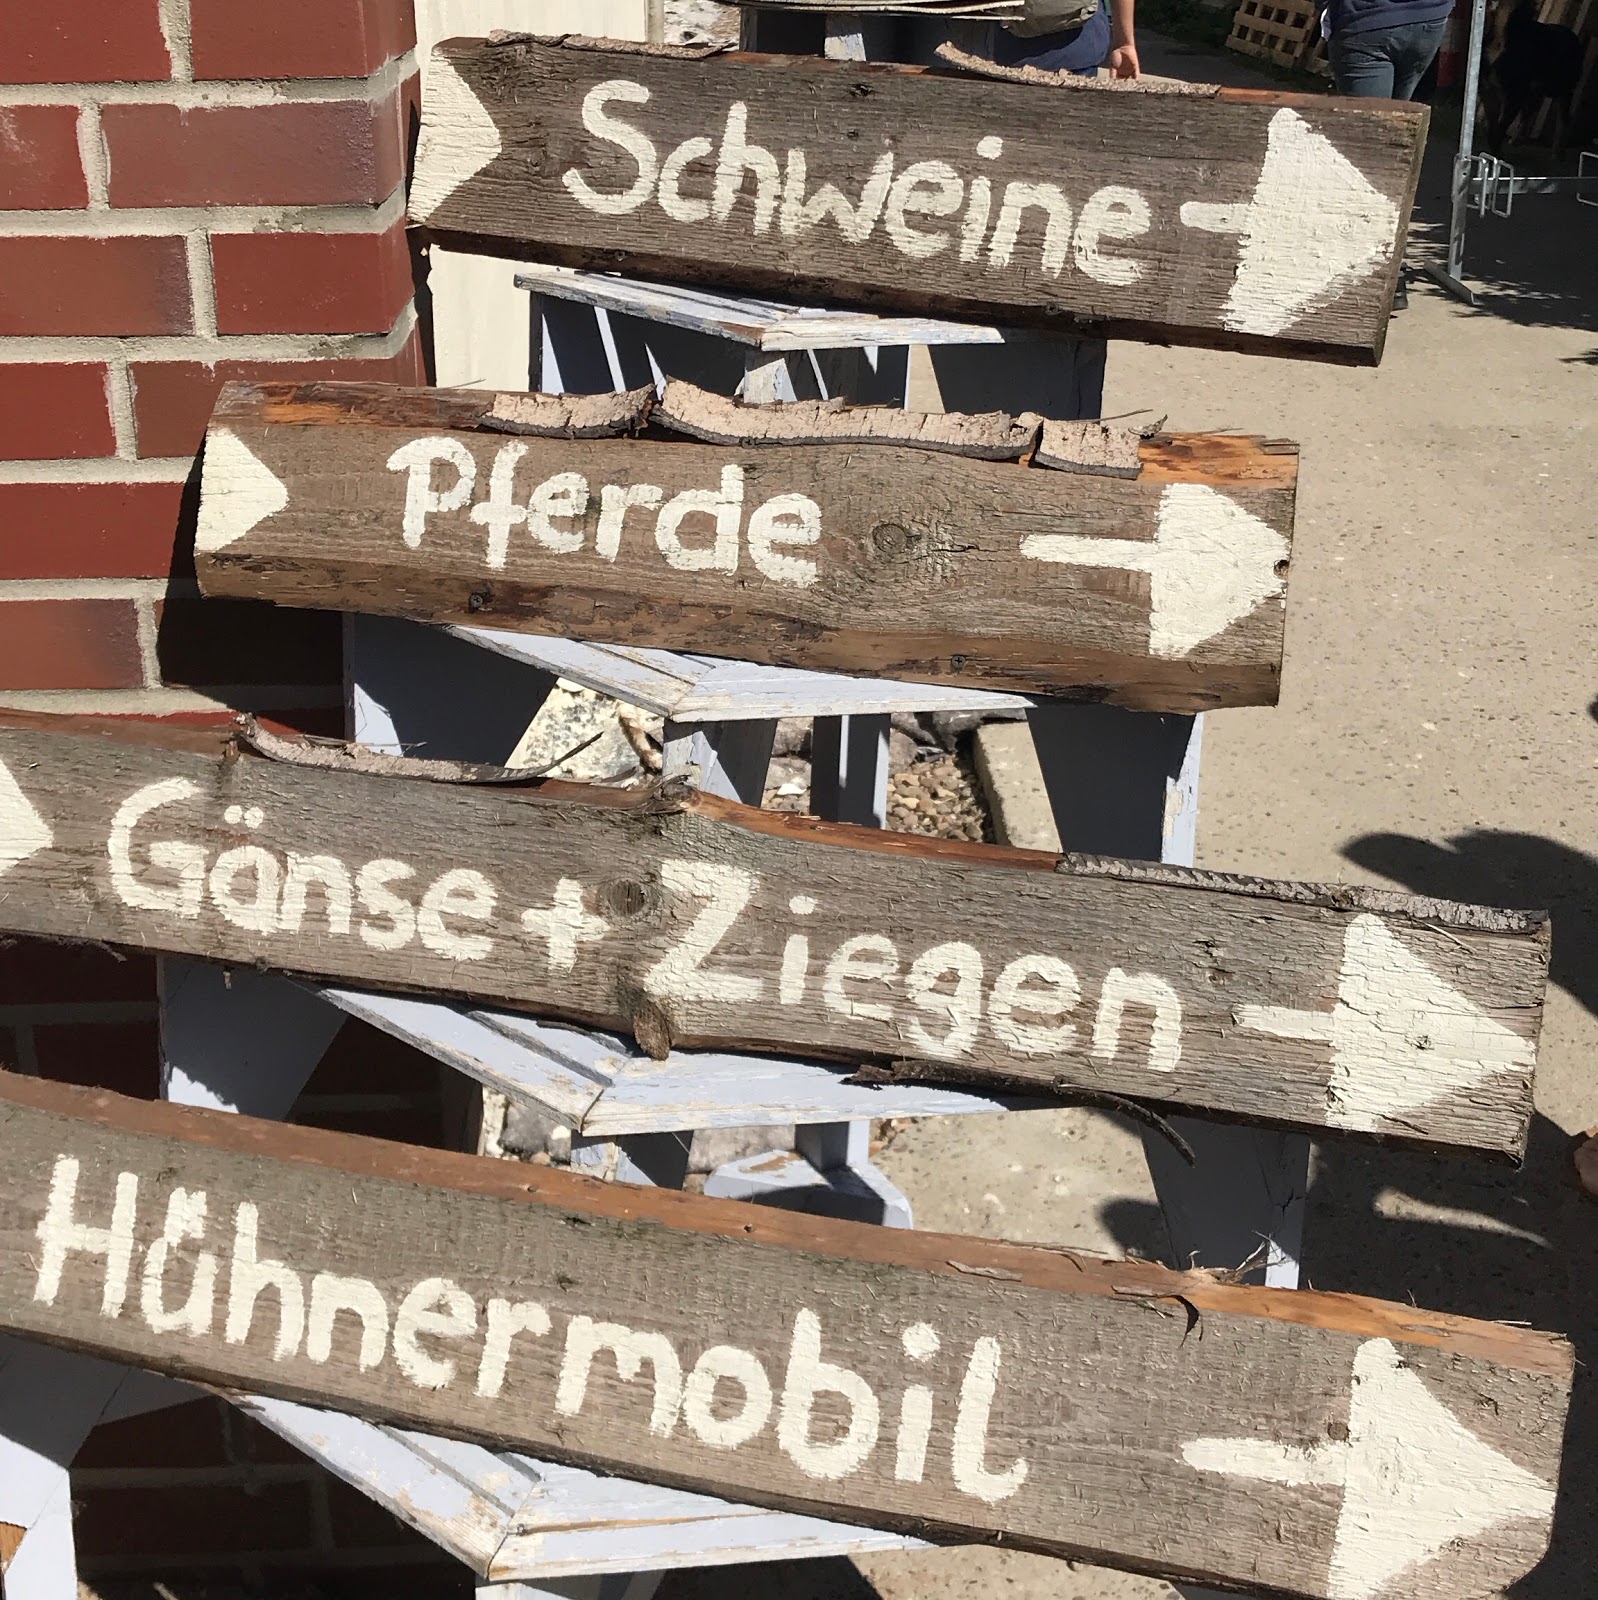 Schweine
Pferde
Gänse + Ziegen
Hühnermobil